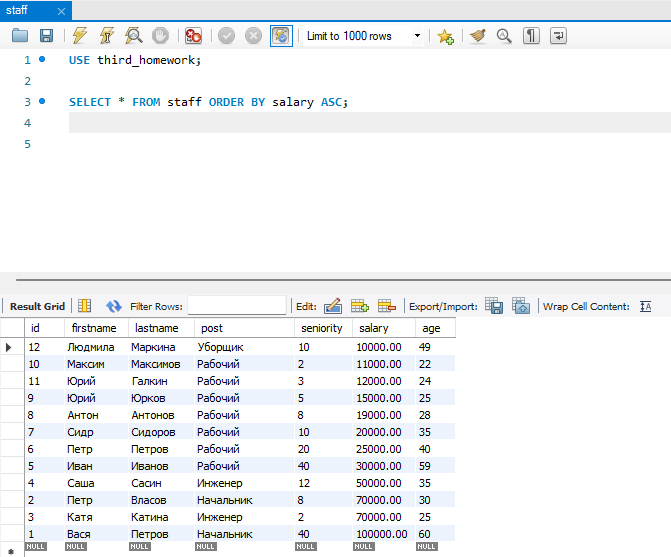 staff
Limit to 1000 rows
1 USE third_homework;
2
3 SELECT * FROM staff ORDER BY salary ASC;
4
5
Result Grid Filter Rows: Edit: Export/Import: Wrap Cell Content:
id firstname lastname post seniority salary age
12 Людмила Маркина Уборщик 10 10000.00 49
10 Максим Максимов Рабочий 2 11000.00 22
11 Юрий Галкин Рабочий 3 12000.00 24
9 Юрий Юрков Рабочий 5 15000.00 25
8 Антон Антонов Рабочий 8 19000.00 28
7 Сидр Сидоров Рабочий 10 20000.00 35
6 Петр Петров Рабочий 20 25000.00 40
5 Иван Иванов Рабочий 40 30000.00 59
4 Саша Сасин Инженер 12 50000.00 35
2 Петр Власов Начальник 8 70000.00 30
3 Катя Катина Инженер 2 70000.00 25
1 Вася Петров Начальник 40 100000.00 60
NULL NULL NULL NULL NULL NULL NULL